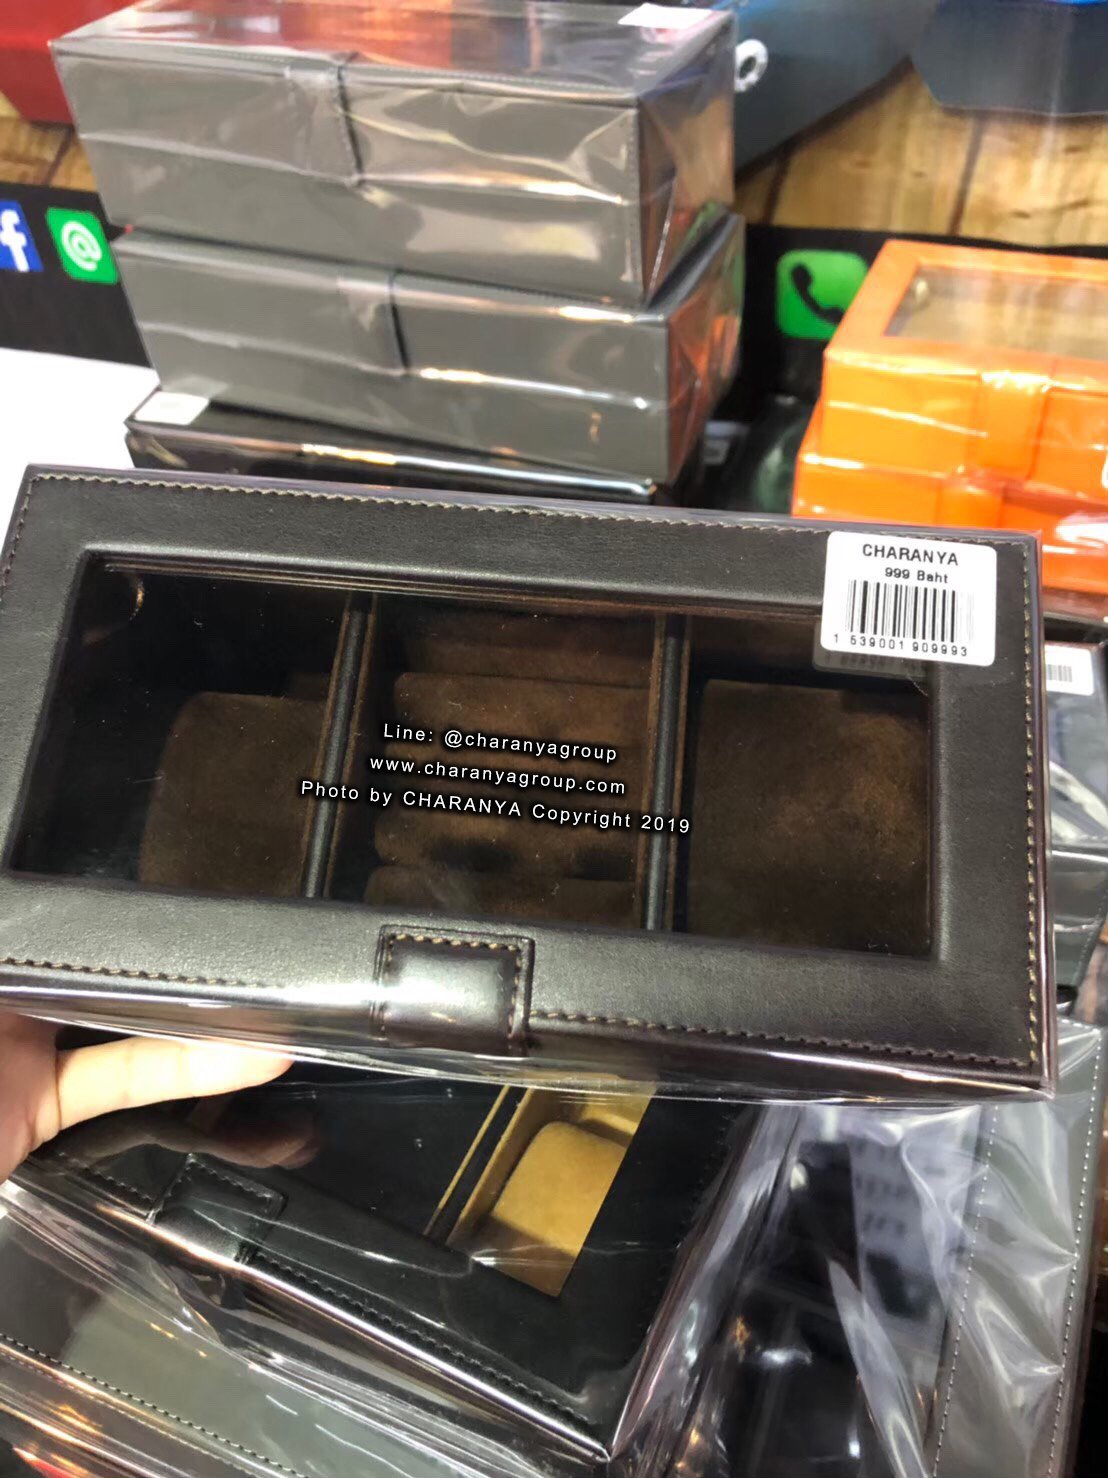 f
@
CHARANYA
999 Baht
1 539001 909993
Line: @charanyagroup
www.charanyagroup.com
Photo by CHARANYA Copyright 2019